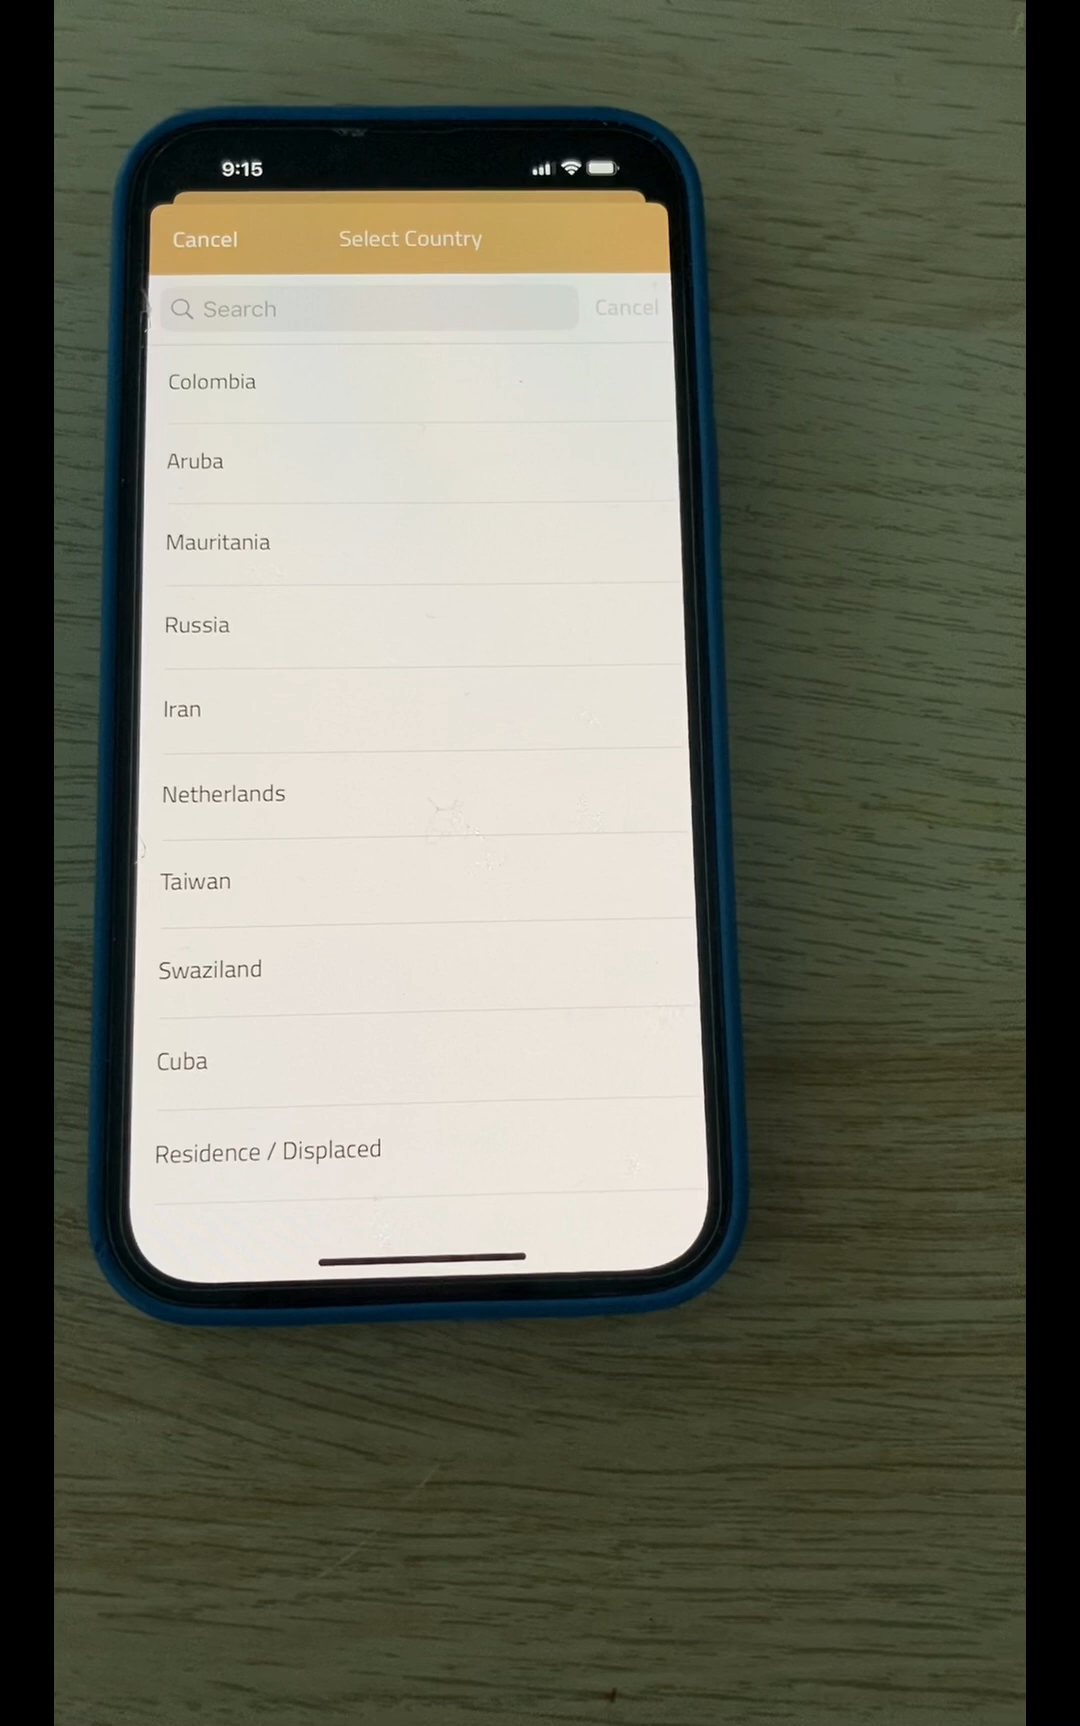 9:15
Cancel Select Country
Search Cancel
Colombia
Aruba
Mauritania
Russia
Iran
Netherlands
Taiwan
Swaziland
Cuba
Residence / Displaced